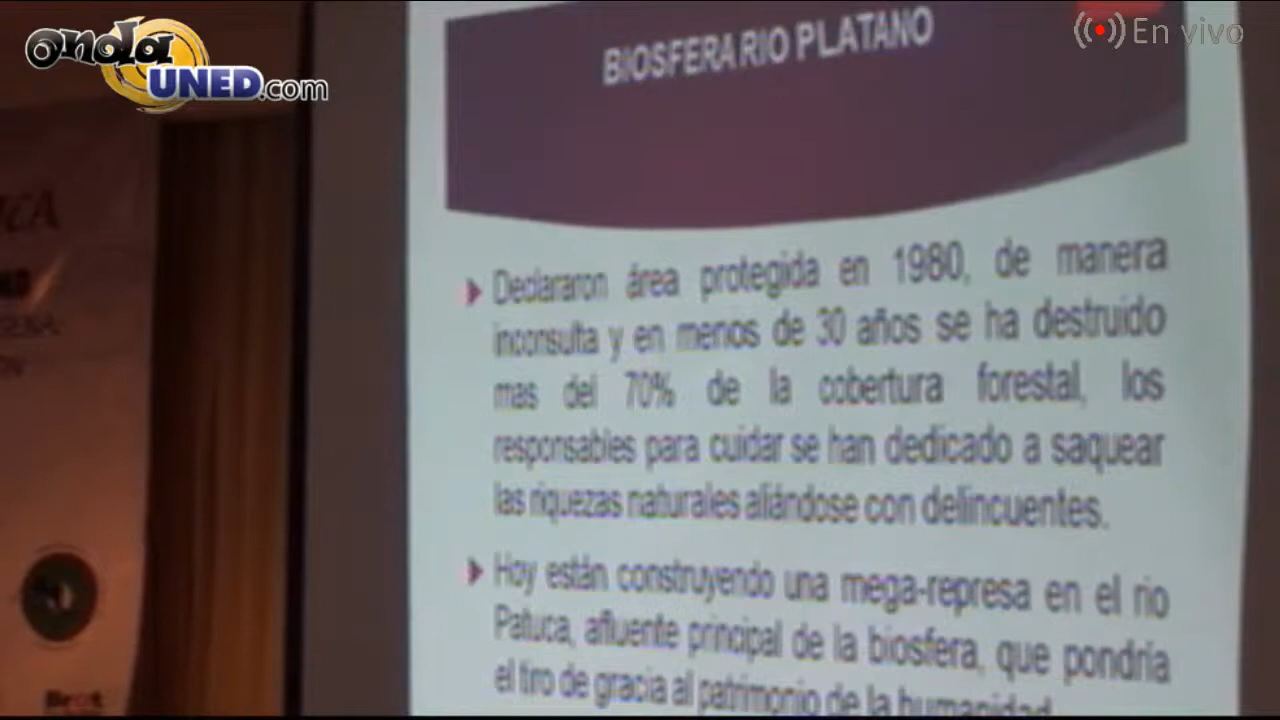 onda
UNED.com
En vivo
BIOSFERA RIO PLATANO
Declararon área protegida en 1980, de manera
inconsulta y en menos de 30 años se ha destruido
mas del 70% de la cobertura forestal, los
responsables para cuidar se han dedicado a saquear
las riquezas naturales aliándose con delincuentes.
Hoy están construyendo una mega-represa en el rio
Patuca, afluente principal de la biosfera, que pondría
el tiro de gracia al patrimonio de la humanidad